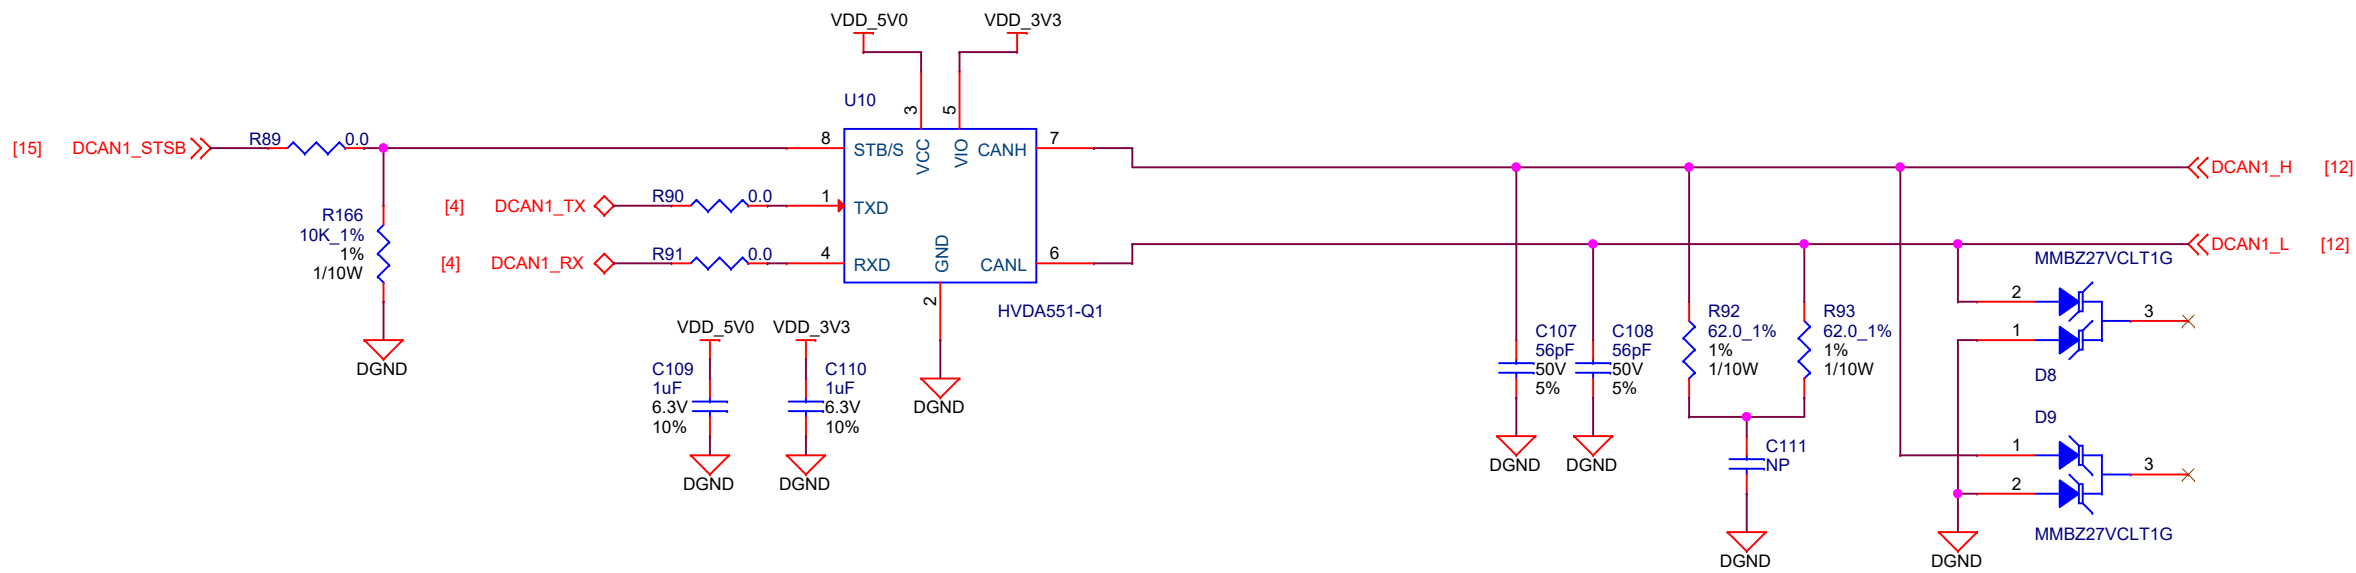 VDD_5V0
VDD_3V3
U10
3
5
[15]
DCAN1_STSB
R89
0.0
8
STB/S
VCC
VIO
CANH
7
DCAN1_H
[12]
[4]
DCAN1_TX
R90
0.0
1
TXD
R166
10K_1%
1%
1/10W
DGND
[4]
DCAN1_RX
R91
0.0
4
RXD
GND
CANL
6
DCAN1_L
[12]
2
HVDA551-Q1
DGND
VDD_5V0
VDD_3V3
C109
1uF
6.3V
10%
DGND
C110
1uF
6.3V
10%
DGND
C107
56pF
50V
5%
DGND
C108
56pF
50V
5%
DGND
R92
62.0_1%
1%
1/10W
R93
62.0_1%
1%
1/10W
C111
NP
DGND
MMBZ27VCLT1G
2
1
3
D8
D9
1
2
3
MMBZ27VCLT1G
DGND